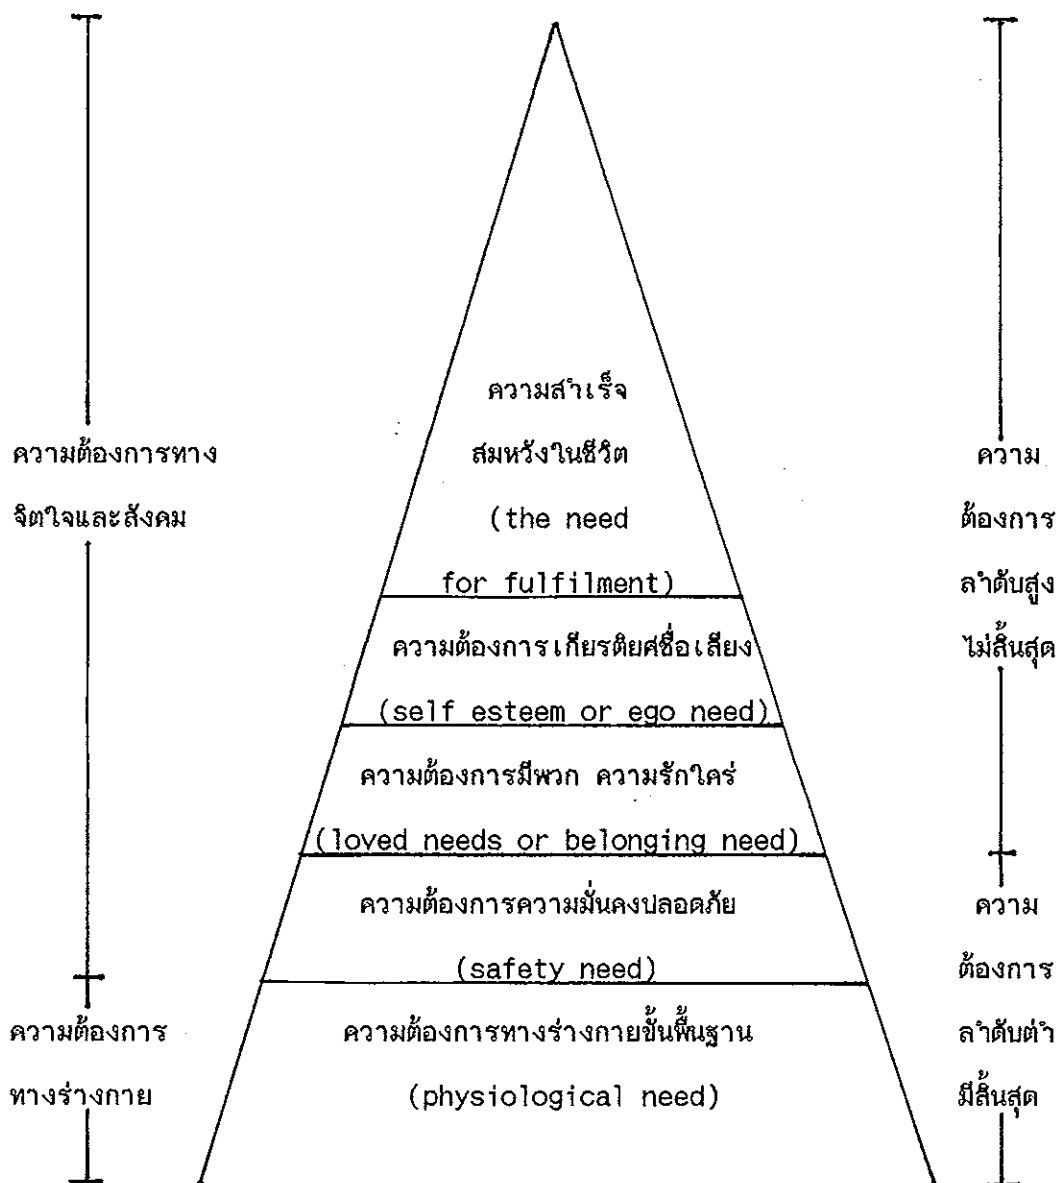 ความสำเร็จ
สมหวังในชีวิต
(the need
for fulfilment)
ความต้องการเกียรติยศชื่อเสียง
(self esteem or ego need)
ความต้องการมีพวก ความรักใคร่
(loved needs or belonging need)
ความต้องการความมั่นคงปลอดภัย
(safety need)
ความต้องการทางร่างกายขั้นพื้นฐาน
(physiological need)
ความต้องการทาง
จิตใจและสังคม
ความต้องการ
ทางร่างกาย
ความ
ต้องการ
ลำดับสูง
ไม่สิ้นสุด
ความ
ต้องการ
ลำดับต่ำ
มีสิ้นสุด